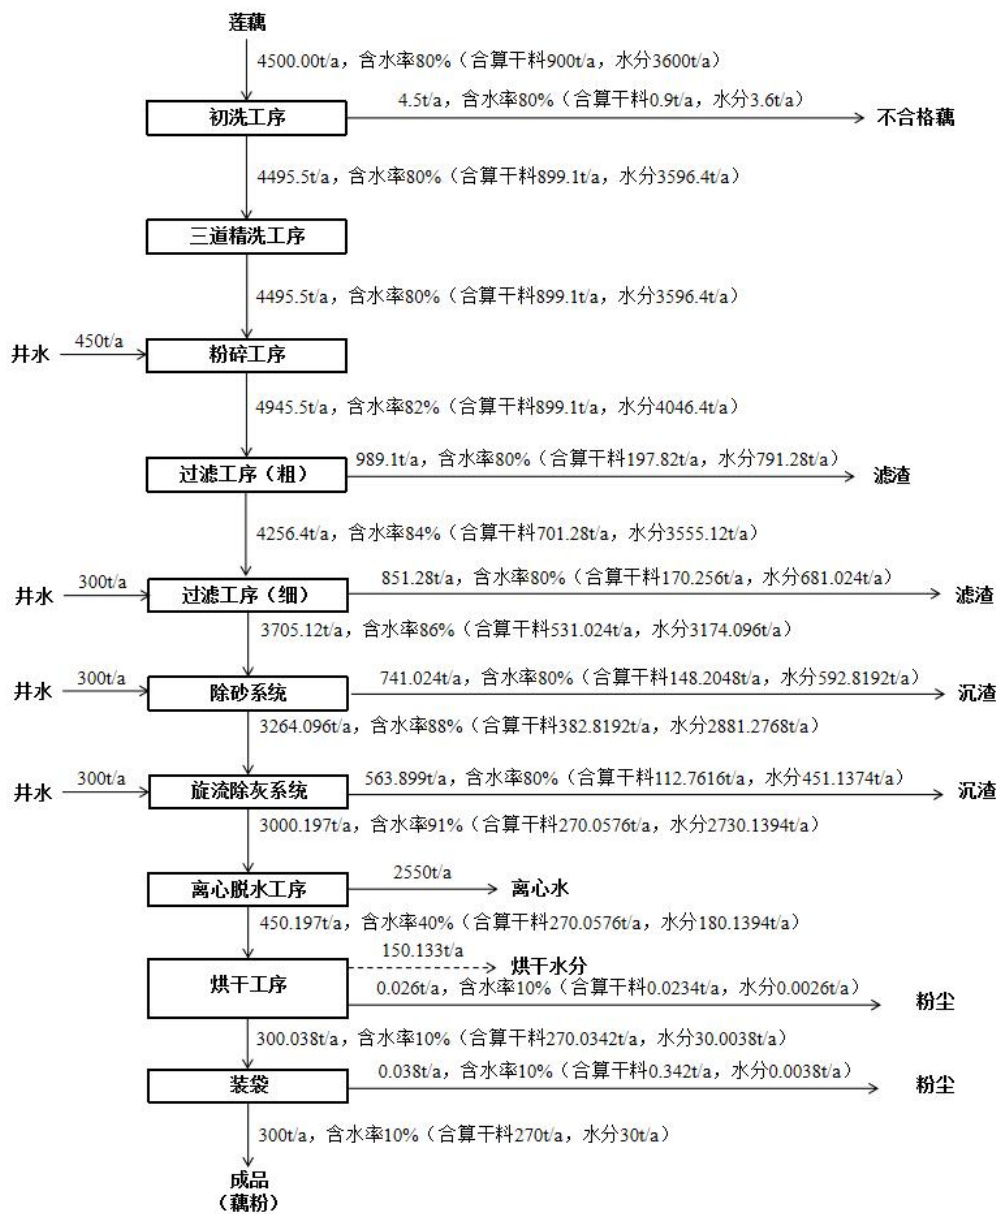 莲藕
4500.00t/a，含水率80%（合算干料900t/a，水分3600t/a）
4.5t/a，含水率80%（合算干料0.9t/a，水分3.6t/a）
初洗工序
不合格藕
4495.5t/a，含水率80%（合算干料899.1t/a，水分3596.4t/a）
三道精洗工序
4495.5t/a，含水率80%（合算干料899.1t/a，水分3596.4t/a）
井水
450t/a
粉碎工序
4945.5t/a，含水率82%（合算干料899.1t/a，水分4046.4t/a）
过滤工序（粗）
989.1t/a，含水率80%（合算干料197.82t/a，水分791.28t/a）
滤渣
4256.4t/a，含水率84%（合算干料701.28t/a，水分3555.12t/a）
井水
300t/a
过滤工序（细）
851.28t/a，含水率80%（合算干料170.256t/a，水分681.024t/a）
滤渣
3705.12t/a，含水率86%（合算干料531.024t/a，水分3174.096t/a）
井水
300t/a
除砂系统
741.024t/a，含水率80%（合算干料148.2048t/a，水分592.8192t/a）
沉渣
3264.096t/a，含水率88%（合算干料382.8192t/a，水分2881.2768t/a）
井水
300t/a
旋流除灰系统
563.899t/a，含水率80%（合算干料112.7616t/a，水分451.1374t/a）
沉渣
3000.197t/a，含水率91%（合算干料270.0576t/a，水分2730.1394t/a）
离心脱水工序
2550t/a
离心水
450.197t/a，含水率40%（合算干料270.0576t/a，水分180.1394t/a）
150.133t/a
烘干水分
烘干工序
0.026t/a，含水率10%（合算干料0.0234t/a，水分0.0026t/a）
粉尘
300.038t/a，含水率10%（合算干料270.0342t/a，水分30.0038t/a）
0.038t/a，含水率10%（合算干料0.342t/a，水分0.0038t/a）
装袋
粉尘
300t/a，含水率10%（合算干料270t/a，水分30t/a）
成品
（藕粉）